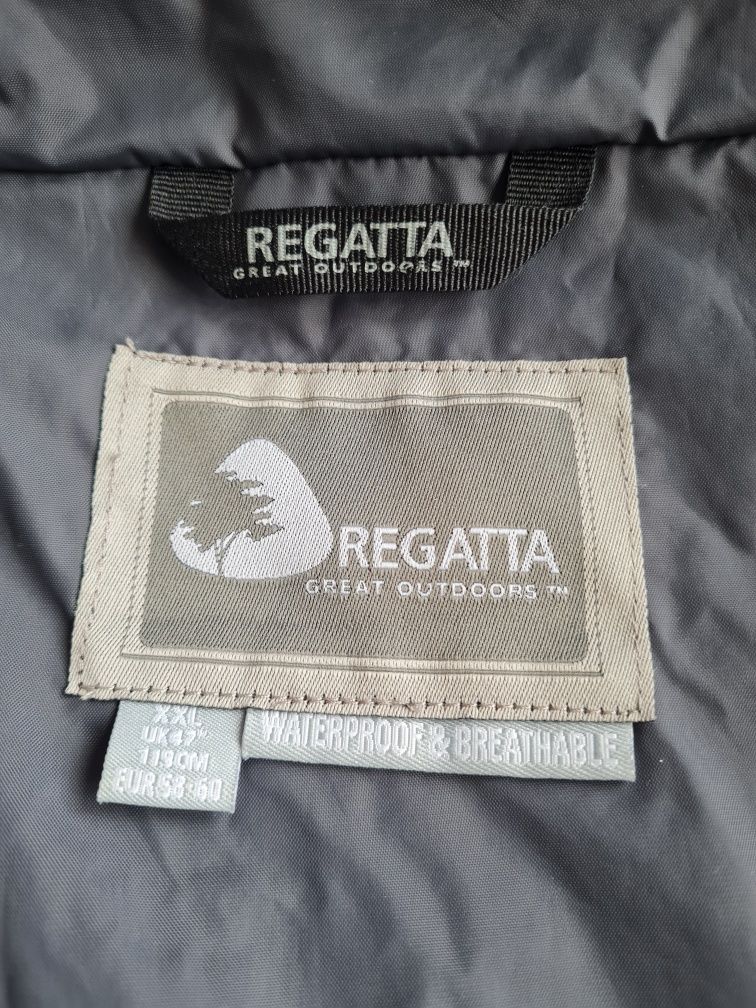 REGATTA
GREAT OUTDOORS™
REGATTA
GREAT OUTDOORS™
XXL
UK47"
119CM
EUR58-60
WATERPROOF & BREATHABLE